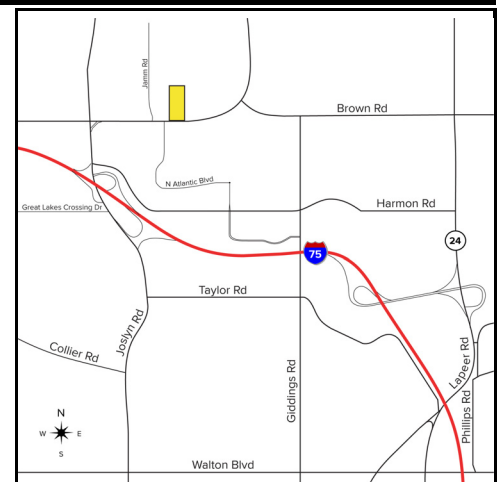 Jamm Rd
Brown Rd
N Atlantic Blvd
Great Lakes Crossing Dr
Harmon Rd
24
75
Taylor Rd
Joslyn Rd
Collier Rd
Giddings Rd
Lapeer Rd
Phillips Rd
N
W E
S
Walton Blvd